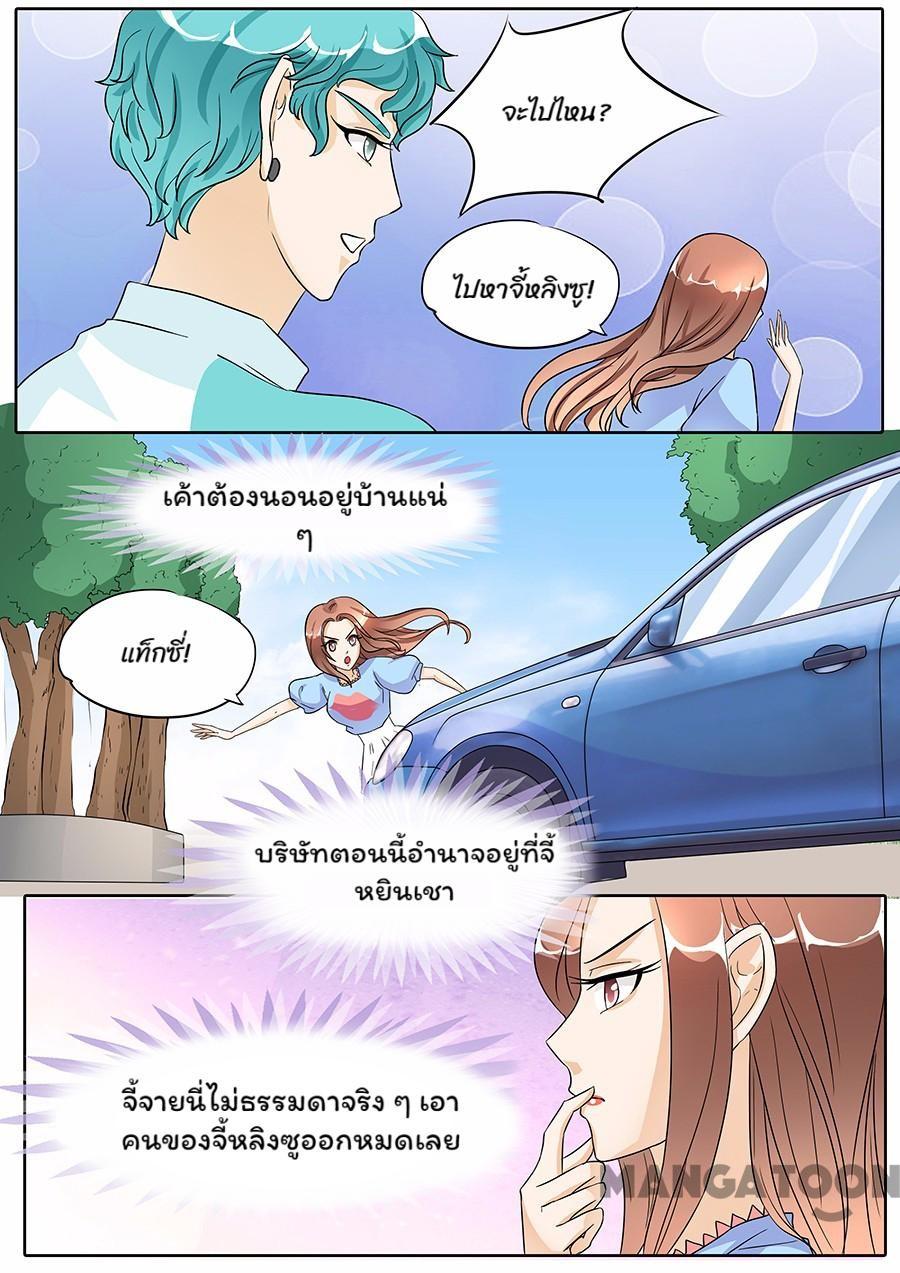 จะไปไหน?
ไปหาจี้หลิงซู!
เค้าต้องนอนอยู่บ้านแน่
ๆ
แท็กซี่!
บริษัทตอนนี้อำนาจอยู่ที่จี้
หยินเชา
จี้จายนี่ไม่ธรรมดาจริง ๆ เอา
คนของจี้หลิงซูออกหมดเลย
MANGATOON